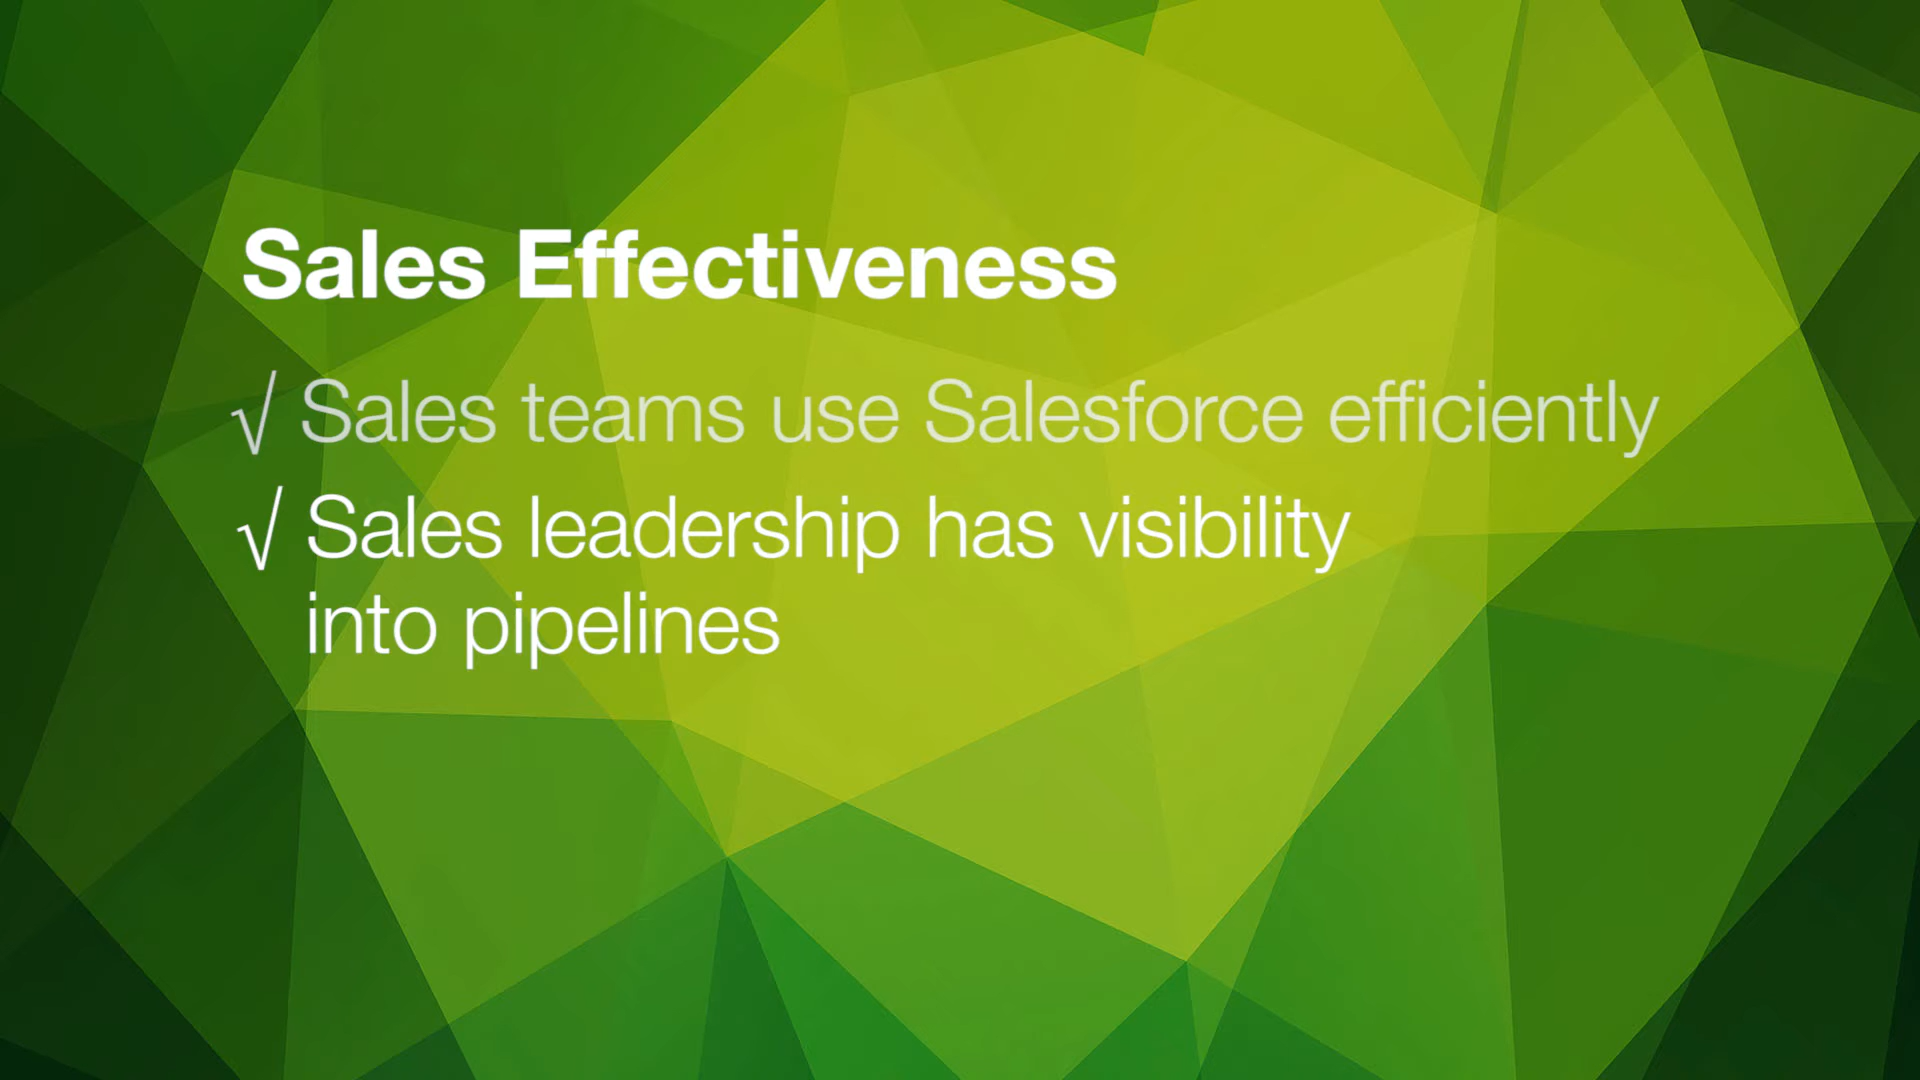 Sales Effectiveness
√ Sales teams use Salesforce efficiently
√ Sales leadership has visibility
into pipelines